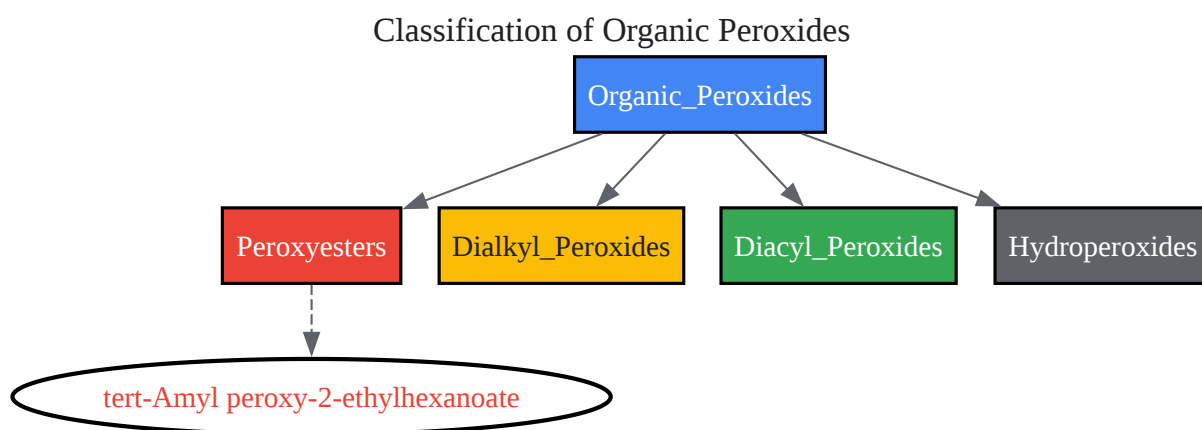 Classification of Organic Peroxides
Organic_Peroxides
Peroxyesters
Dialkyl_Peroxides
Diacyl_Peroxides
Hydroperoxides
tert-Amyl peroxy-2-ethylhexanoate